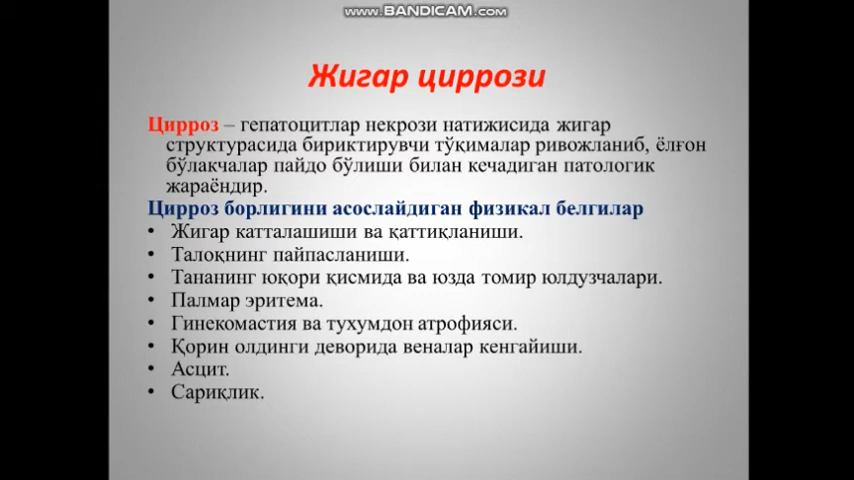 www.BANDICAM.com
Жигар циррози
Цирроз – гепатоцитлар некрози натижисида жигар
структурасида бириктирувчи тўқималар ривожланиб, ёлғон
бўлакчалар пайдо бўлиши билан кечадиган патологик
жараёндир.
Цирроз борлигини асослайдиган физикал белгилар
• Жигар катталашиши ва қаттиқланиши.
• Талоқнинг пайпасланиши.
• Тананинг юқори қисмида ва юзда томир юлдузчалари.
• Палмар эритема.
• Гинекомастия ва тухумдон атрофияси.
• Қорин олдинги деворида веналар кенгайиши.
• Асцит.
• Сариқлик.